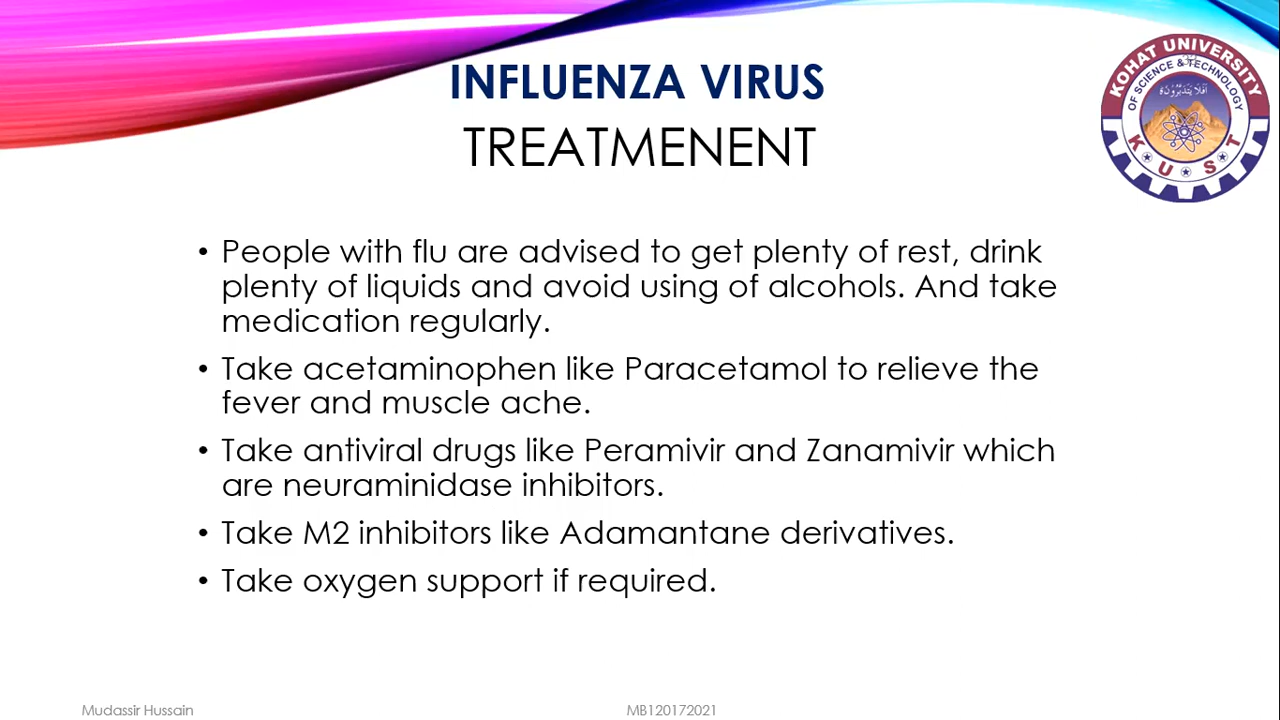 INFLUENZA VIRUS
TREATMENENT
KOHAT UNIVERSITY
OF SCIENCE & TECHNOLOGY
K U S T
• People with flu are advised to get plenty of rest, drink
plenty of liquids and avoid using of alcohols. And take
medication regularly.
• Take acetaminophen like Paracetamol to relieve the
fever and muscle ache.
• Take antiviral drugs like Peramivir and Zanamivir which
are neuraminidase inhibitors.
• Take M2 inhibitors like Adamantane derivatives.
• Take oxygen support if required.
Mudassir Hussain
MB120172021